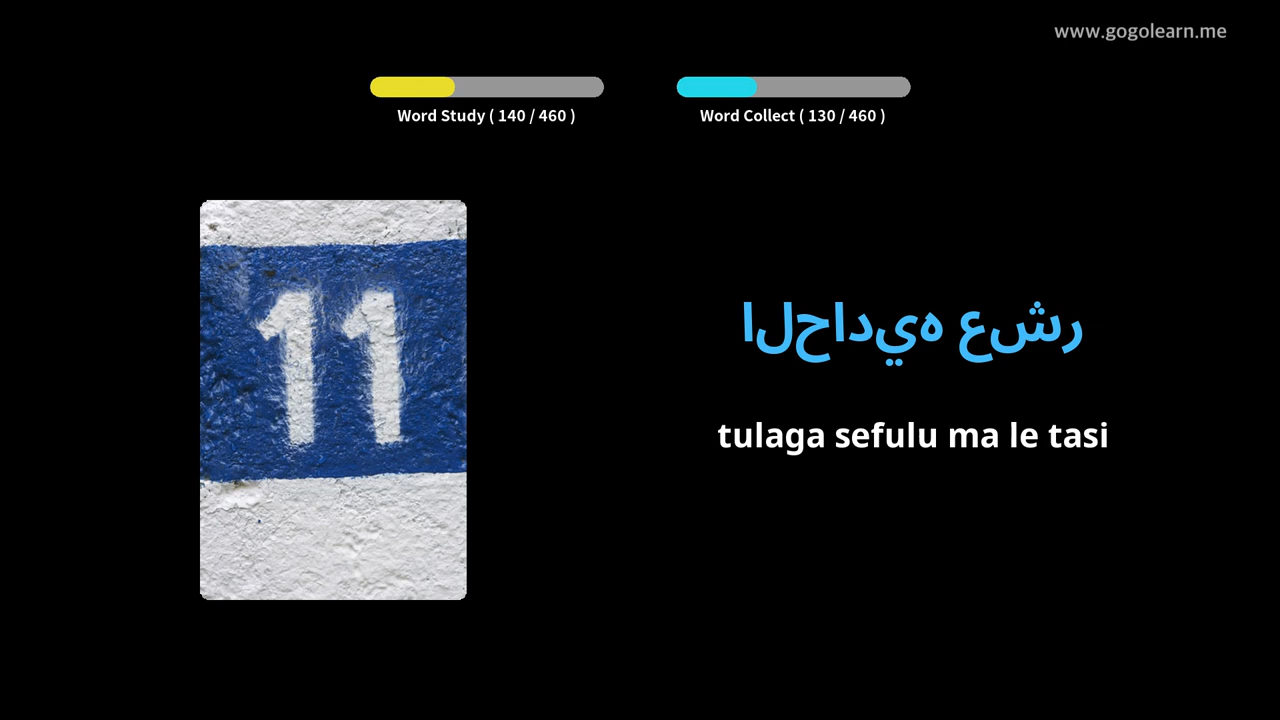 www.gogolearn.me
Word Study ( 140 / 460 )
Word Collect ( 130 / 460 )
11
الحاديه عشر
tulaga sefulu ma le tasi